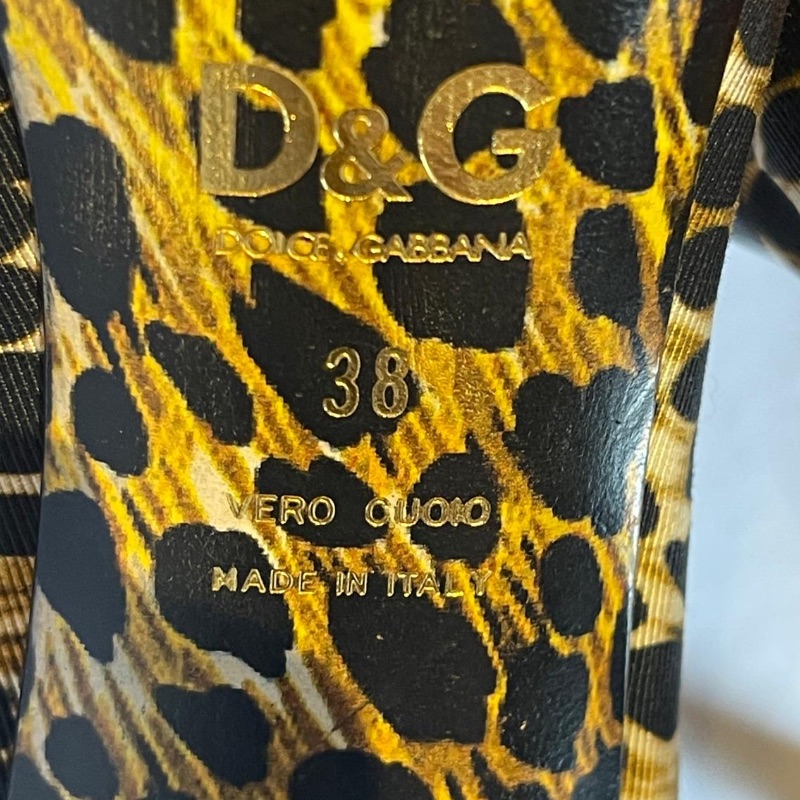 D&G
DOLCE & GABBANA
38
VERO CUOIO
MADE IN ITALY